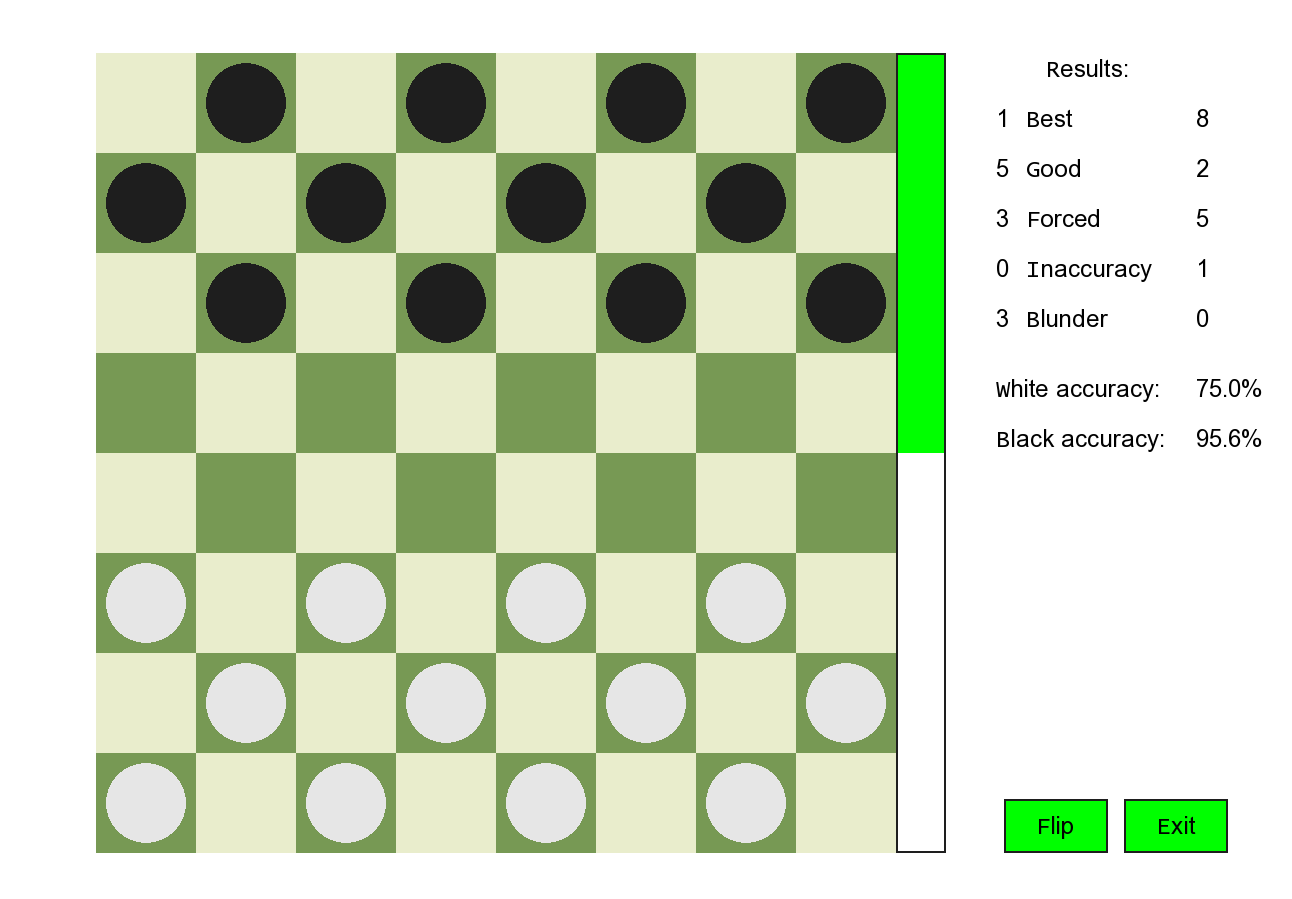 Results:
1 Best 8
5 Good 2
3 Forced 5
0 Inaccuracy 1
3 Blunder 0
White accuracy: 75.0%
Black accuracy: 95.6%
Flip Exit